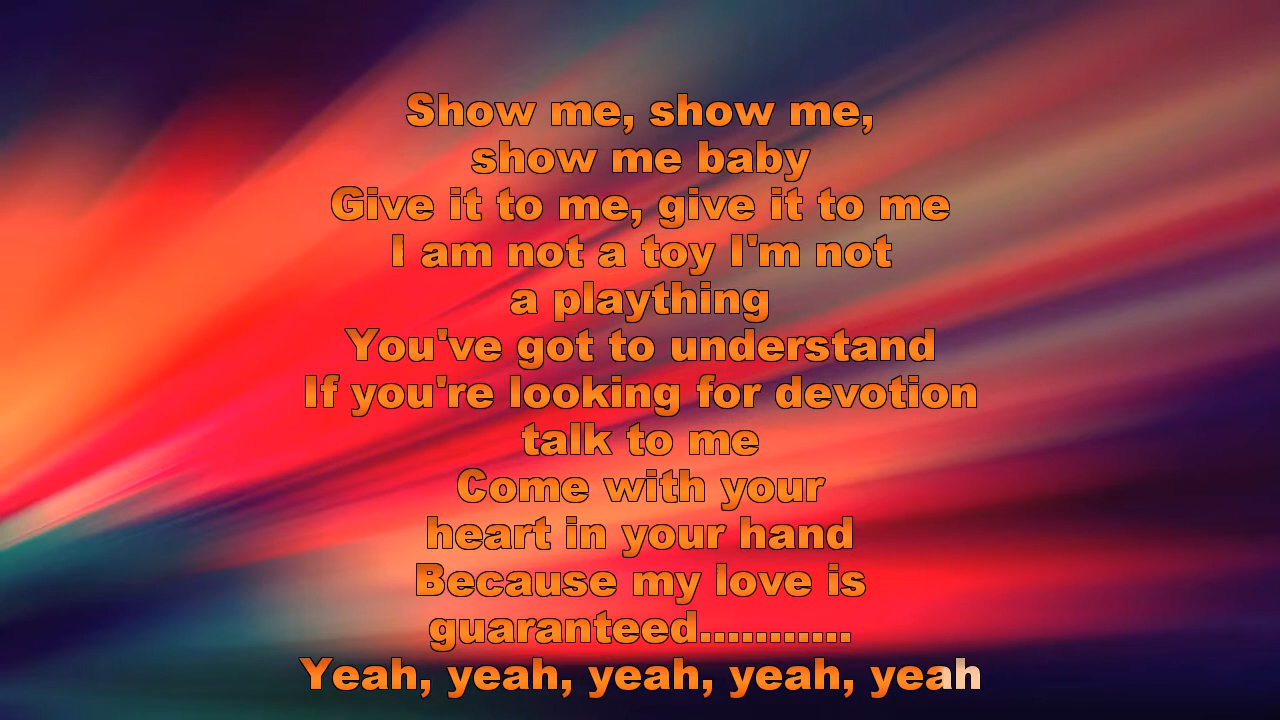 Show me, show me,
show me baby
Give it to me, give it to me
I am not a toy I'm not
a plaything
You've got to understand
If you're looking for devotion
talk to me
Come with your
heart in your hand
Because my love is
guaranteed...........
Yeah, yeah, yeah, yeah, yeah